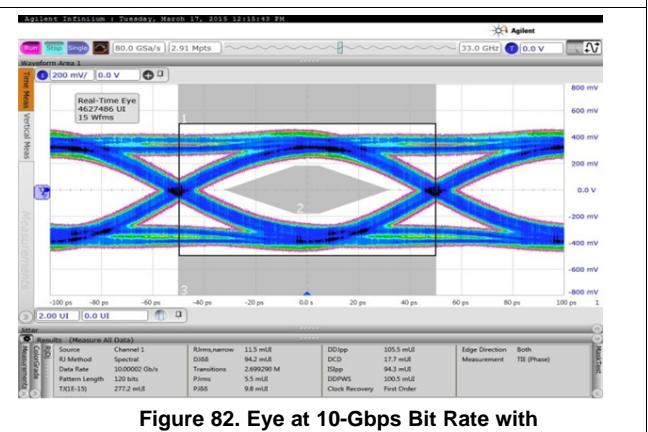 Agilent Infiniium : Tuesday, March 17, 2015 12:15:43 PM
Agilent
Run Stop Single 80.0 GSa/s 2.91 Mpts 33.0 GHz T 0.0 V
Waveform Area 1
200 mV/ 0.0 V
Time Meas
Vertical Meas
Measurements
Real-Time Eye
4627486 UI
15 Wfms
1
2
3
800 mV
600 mV
400 mV
200 mV
0.0 V
-200 mV
-400 mV
-600 mV
-800 mV
-100 ps -80 ps -60 ps -40 ps -20 ps 0.0 s 20 ps 40 ps 60 ps 80 ps 100 ps 1
2.00 UI 0.0 UI
Jitter
Results (Measure All Data)
Measurements
ColorGrade
RJDJ
MaskTest
Source Channel 1 RJrms,narrow 11.5 mUI DDJpp 105.5 mUI Edge Direction Both
RJ Method Spectral DJδδ 94.2 mUI DCD 17.7 mUI Measurement TIE (Phase)
Data Rate 10.00002 Gb/s Transitions 2.699290 M ISIpp 94.3 mUI
Pattern Length 120 bits PJrms 5.5 mUI DDPWS 100.5 mUI
TJ(1E-15) 277.2 mUI PJδδ 9.8 mUI Clock Recovery First Order
Figure 82. Eye at 10-Gbps Bit Rate with